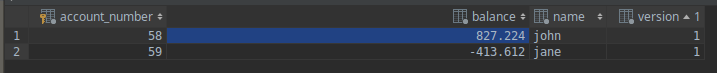 account_number balance name version 1
1 58 827.224 john 1
2 59 -413.612 jane 1